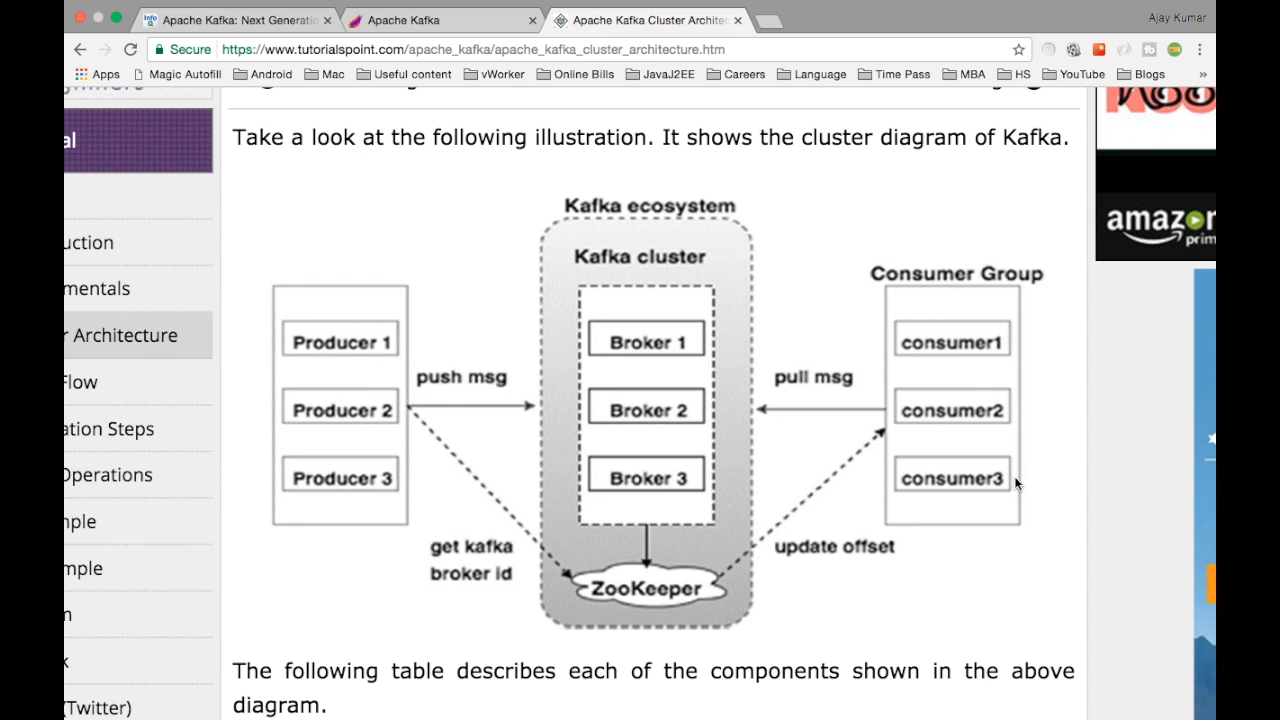 Apache Kafka: Next Generatio
Apache Kafka
Apache Kafka Cluster Architec
Ajay Kumar
Secure
https://www.tutorialspoint.com/apache_kafka/apache_kafka_cluster_architecture.htm
Apps
Magic Autofill
Android
Mac
Useful content
vWorker
Online Bills
JavaJ2EE
Careers
Language
Time Pass
MBA
HS
YouTube
Blogs
»
al
uction
mentals
r Architecture
Flow
ation Steps
Operations
mple
mple
m
k
(Twitter)
Take a look at the following illustration. It shows the cluster diagram of Kafka.
Kafka ecosystem
Kafka cluster
Consumer Group
Producer 1
Producer 2
Producer 3
push msg
Broker 1
Broker 2
Broker 3
pull msg
consumer1
consumer2
consumer3
get kafka
broker id
update offset
ZooKeeper
The following table describes each of the components shown in the above
diagram.
amazon
prim